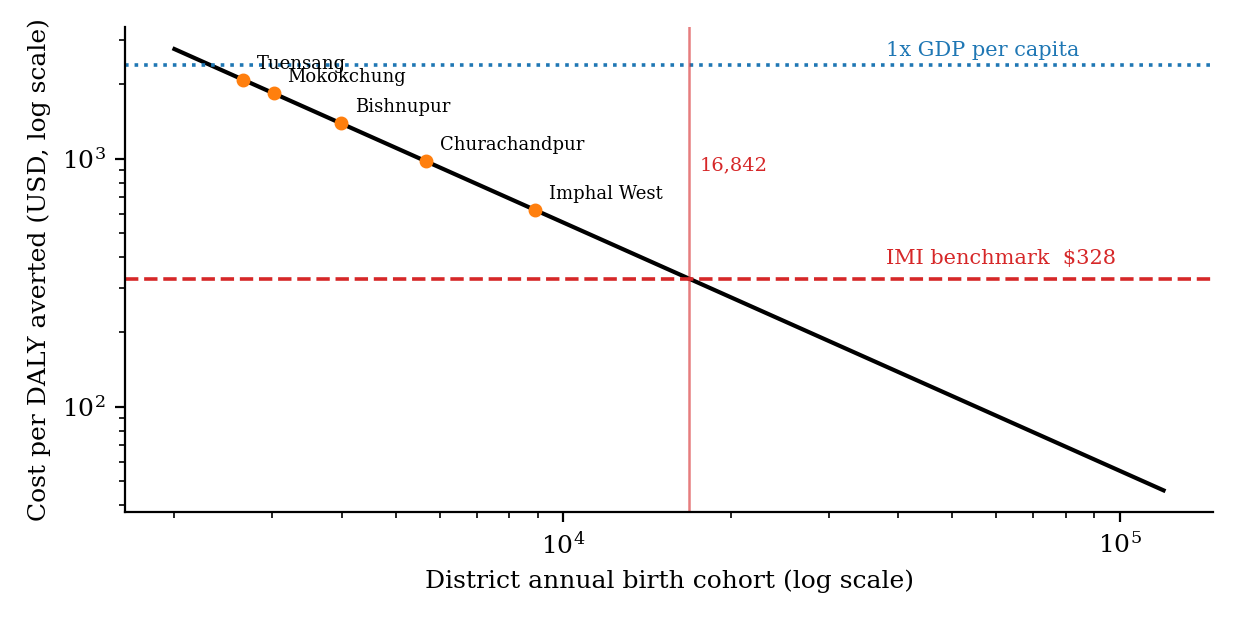 1x GDP per capita
Tuensang
Mokokchung
Bishnupur
Churachandpur
16,842
Imphal West
IMI benchmark  $328
Cost per DALY averted (USD, log scale)
10³
10²
10⁴
10⁵
District annual birth cohort (log scale)